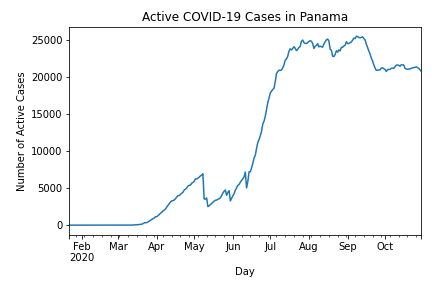 Active COVID-19 Cases in Panama
Number of Active Cases
25000
20000
15000
10000
5000
0
Feb Mar Apr May Jun Jul Aug Sep Oct
2020
Day